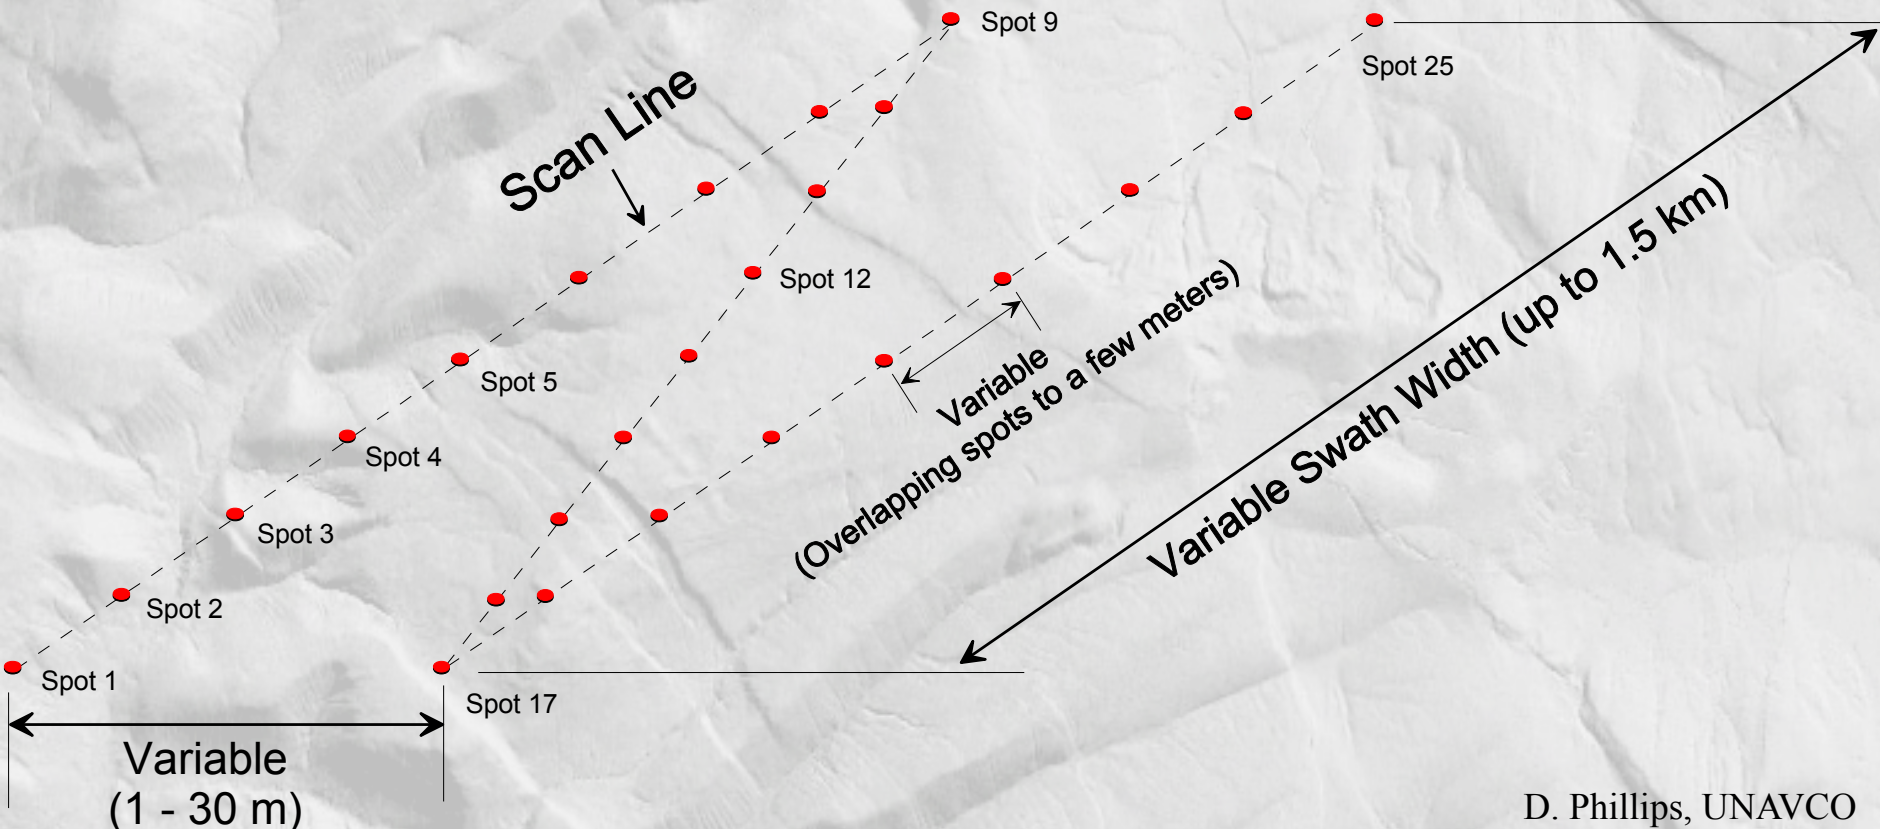 Spot 9
Spot 25
Scan Line
Spot 12
Spot 5
Variable
(Overlapping spots to a few meters)
Variable Swath Width (up to 1.5 km)
Spot 4
Spot 3
Spot 2
Spot 1
Spot 17
Variable
(1 - 30 m)
D. Phillips, UNAVCO